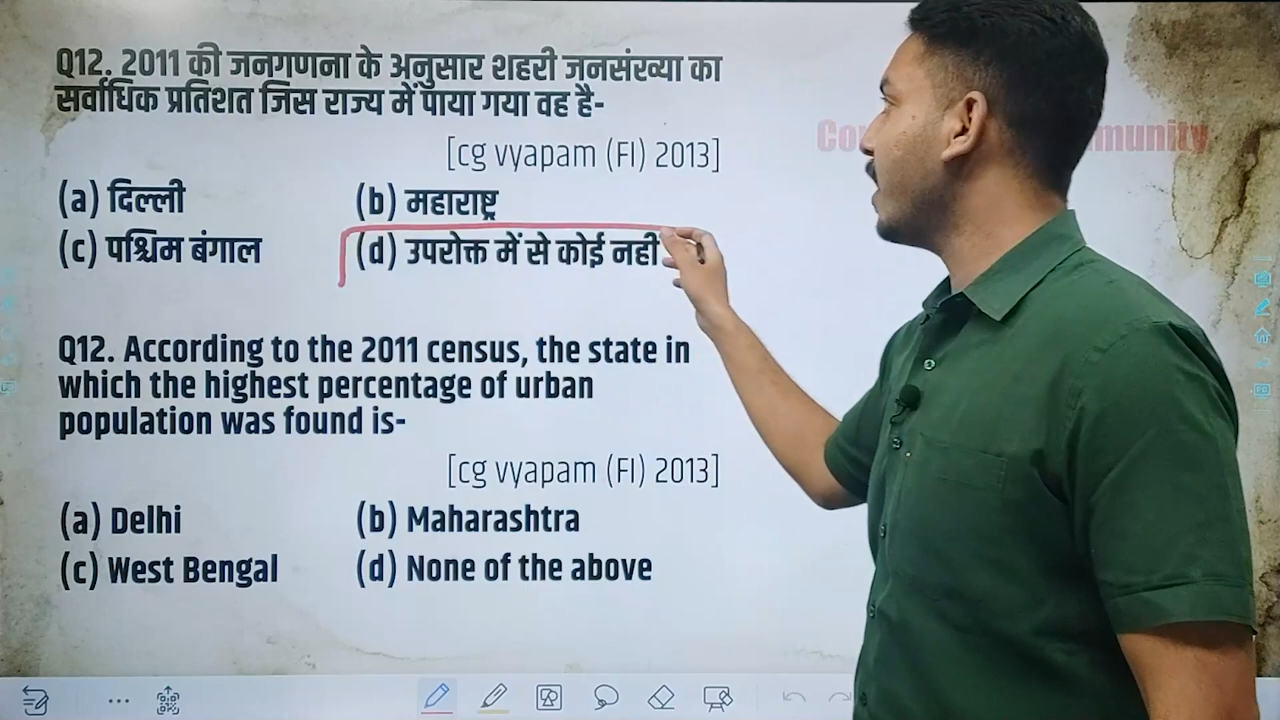 Q12. 2011 की जनगणना के अनुसार शहरी जनसंख्या का
सर्वाधिक प्रतिशत जिस राज्य में पाया गया वह है-
[cg vyapam (FI) 2013]
(a) दिल्ली
(b) महाराष्ट्र
(c) पश्चिम बंगाल
(d) उपरोक्त में से कोई नही
Q12. According to the 2011 census, the state in
which the highest percentage of urban
population was found is-
[cg vyapam (FI) 2013]
(a) Delhi
(b) Maharashtra
(c) West Bengal
(d) None of the above